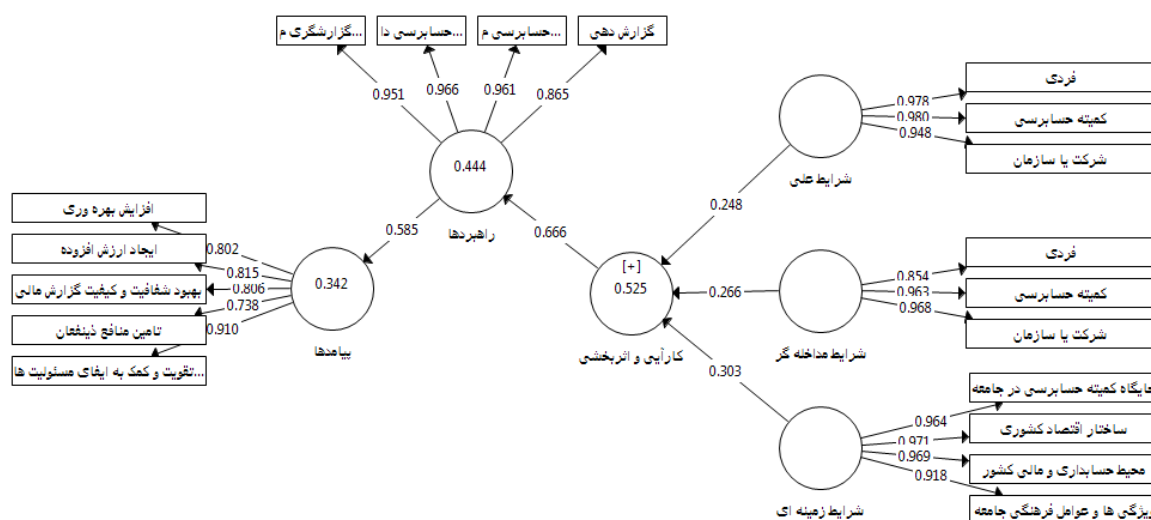 گزارشگری م...
حسابرسی دا...
حسابرسی م...
گزارش دهی
0.951
0.966
0.961
0.865
0.444
راهبردها
فردی
کمیته حسابرسی
شرکت یا سازمان
0.978
0.980
0.948
شرایط علی
0.248
افزایش بهره وری
ایجاد ارزش افزوده
بهبود شفافیت و کیفیت گزارش مالی
تامین منافع ذینفعان
تقویت و کمک به ایفای مسئولیت ها...
0.802
0.815
0.806
0.738
0.910
0.342
پیامدها
0.585
0.666
[+]
0.525
کارآیی و اثربخشی
0.266
فردی
کمیته حسابرسی
شرکت یا سازمان
0.854
0.963
0.968
شرایط مداخله گر
0.303
جایگاه کمیته حسابرسی در جامعه
ساختار اقتصاد کشوری
محیط حسابداری و مالی کشور
ویژگی ها و عوامل فرهنگی جامعه
0.964
0.971
0.969
0.918
شرایط زمینه ای